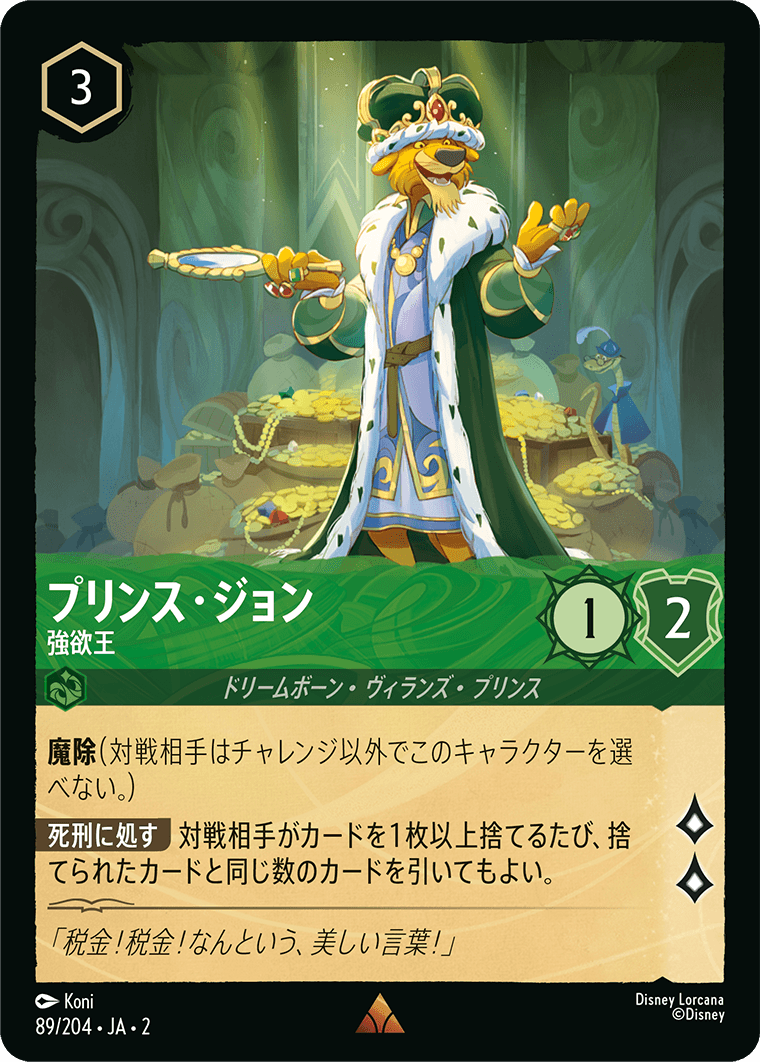 3
プリンス・ジョン
強欲王
1
2
ドリームボーン・ヴィランズ・プリンス
魔除(対戦相手はチャレンジ以外でこのキャラクターを選
べない。)
死刑に処す 対戦相手がカードを1枚以上捨てるたび、捨
てられたカードと同じ数のカードを引いてもよい。
「税金!税金!なんという、美しい言葉!」
Koni
89/204・JA・2
Disney Lorcana
©Disney